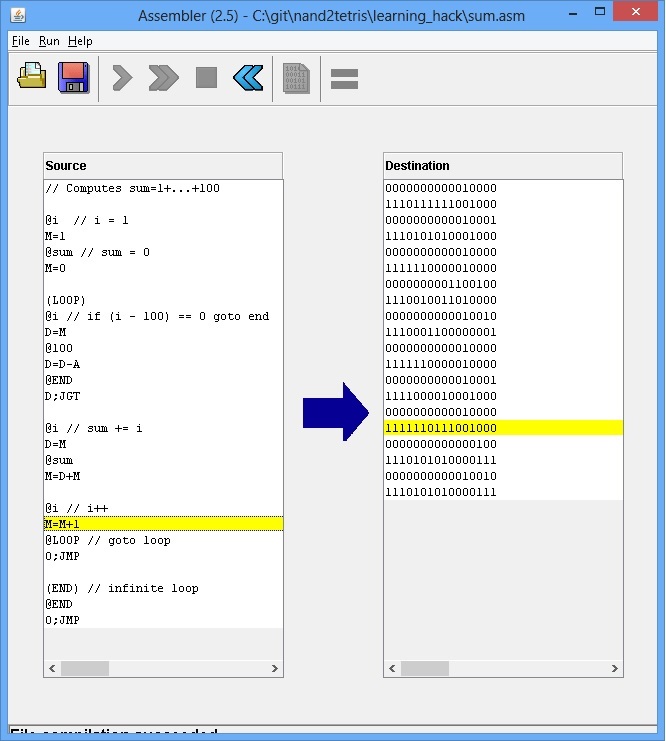 Assembler (2.5) - C:\git\nand2tetris\learning_hack\sum.asm
File Run Help
Source
// Computes sum=1+...+100
@i // i = 1
M=1
@sum // sum = 0
M=0
(LOOP)
@i // if (i - 100) == 0 goto end
D=M
@100
D=D-A
@END
D;JGT
@i // sum += i
D=M
@sum
M=D+M
@i // i++
M=M+1
@LOOP // goto loop
0;JMP
(END) // infinite loop
@END
0;JMP
Destination
0000000000010000
1110111111001000
0000000000010001
1110101010001000
0000000000010000
1111110000010000
0000000001100100
1110010011010000
0000000000010010
1110001100000001
0000000000010000
1111110000010000
0000000000010001
1111000010001000
0000000000010000
1111110111001000
0000000000000100
1110101010000111
0000000000010010
1110101010000111
File compilation succeeded